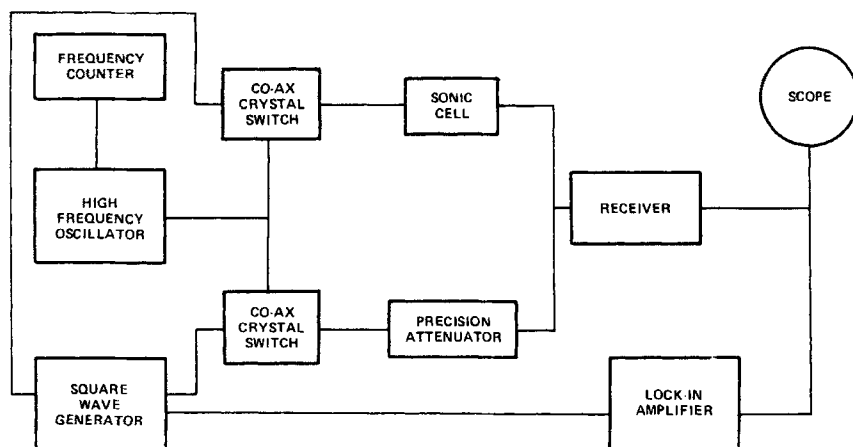 FREQUENCY
COUNTER
CO-AX
CRYSTAL
SWITCH
SONIC
CELL
SCOPE
HIGH
FREQUENCY
OSCILLATOR
RECEIVER
CO-AX
CRYSTAL
SWITCH
PRECISION
ATTENUATOR
SQUARE
WAVE
GENERATOR
LOCK-IN
AMPLIFIER